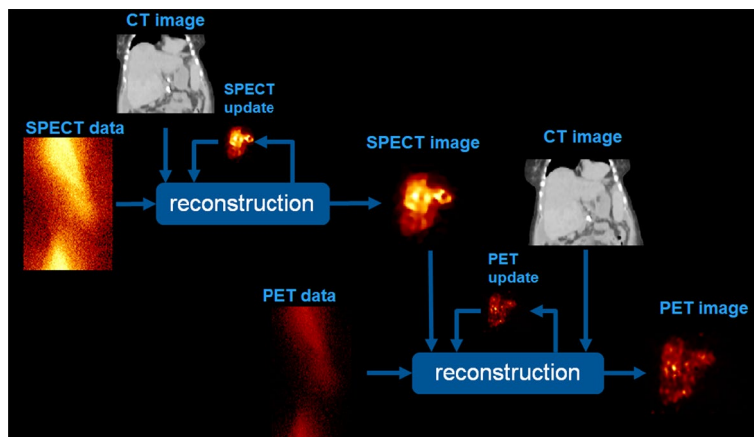 CT image
SPECT
update
SPECT data
SPECT image
CT image
reconstruction
PET
update
PET data
PET image
reconstruction